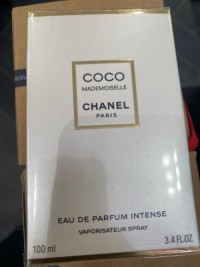 COCO
MADEMOISELLE
CHANEL
PARIS
EAU DE PARFUM INTENSE
VAPORISATEUR SPRAY
100 ml
3.4 FL.OZ.